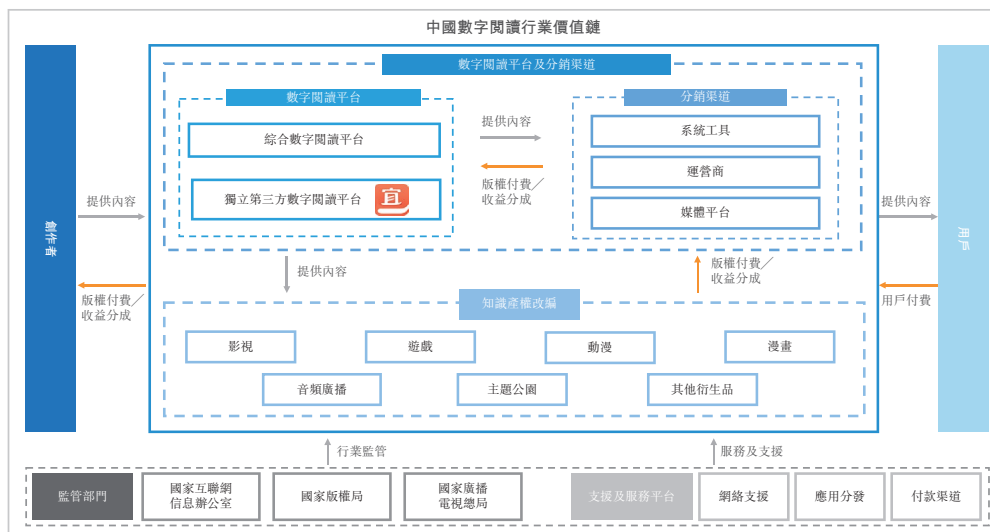 中國數字閲讀行業價值鏈
數字閲讀平台及分銷渠道
數字閲讀平台
分銷渠道
綜合數字閲讀平台
獨立第三方數字閲讀平台
宜
提供內容
版權付費／
收益分成
系統工具
運營商
媒體平台
創作者
提供內容
版權付費／
收益分成
提供內容
用戶付費
用戶
提供內容
版權付費／
收益分成
知識產權改編
影視
遊戲
動漫
漫畫
音頻廣播
主題公園
其他衍生品
行業監管
服務及支援
監管部門
國家互聯網
信息辦公室
國家版權局
國家廣播
電視總局
支援及服務平台
網絡支援
應用分發
付款渠道